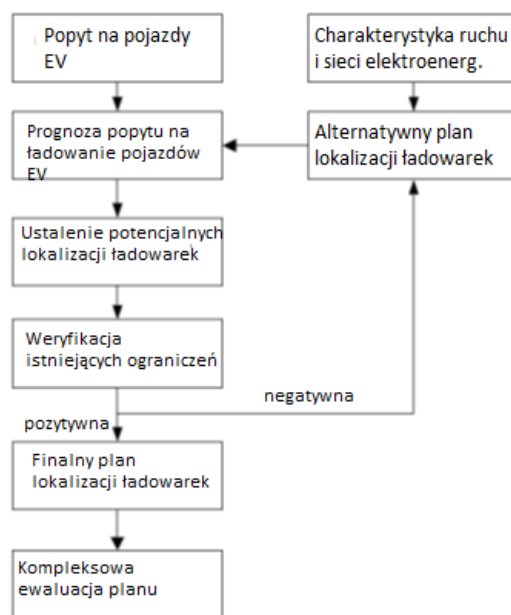 Popyt na pojazdy
EV
Charakterystyka ruchu
i sieci elektroenerg.
Prognoza popytu na
ładowanie pojazdów
EV
Alternatywny plan
lokalizacji ładowarek
Ustalenie potencjalnych
lokalizacji ładowarek
Weryfikacja
istniejących ograniczeń
negatywna
pozytywna
Finalny plan
lokalizacji ładowarek
Kompleksowa
ewaluacja planu